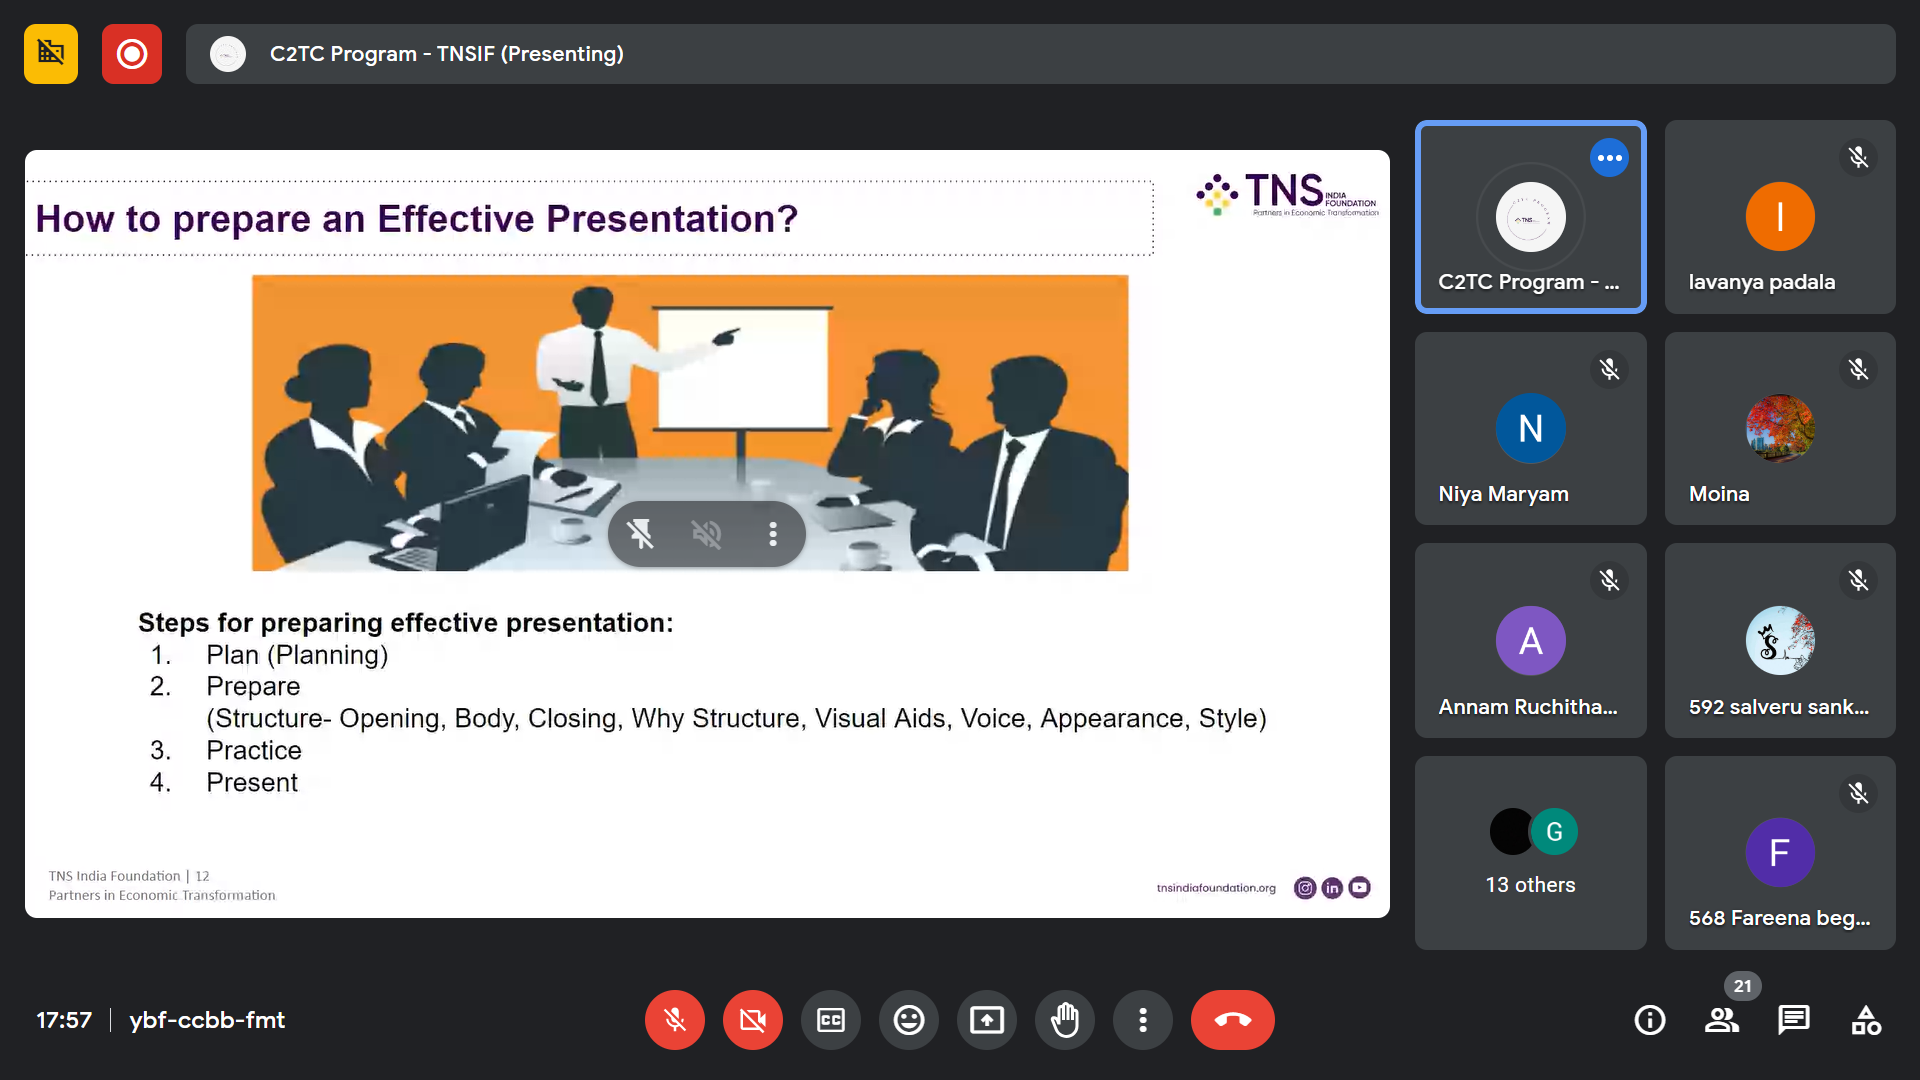 C2TC Program - TNSIF (Presenting)
How to prepare an Effective Presentation?
TNS
INDIA
FOUNDATION
Partners in Economic Transformation
Steps for preparing effective presentation:
1. Plan (Planning)
2. Prepare
(Structure- Opening, Body, Closing, Why Structure, Visual Aids, Voice, Appearance, Style)
3. Practice
4. Present
TNS India Foundation | 12
Partners in Economic Transformation
tnsindiafoundation.org
in
C2TC Program - ...
I
lavanya padala
N
Niya Maryam
Moina
A
Annam Ruchitha...
S
592 salveru sank...
G
13 others
F
568 Fareena beg...
17:57
ybf-ccbb-fmt
CC
21